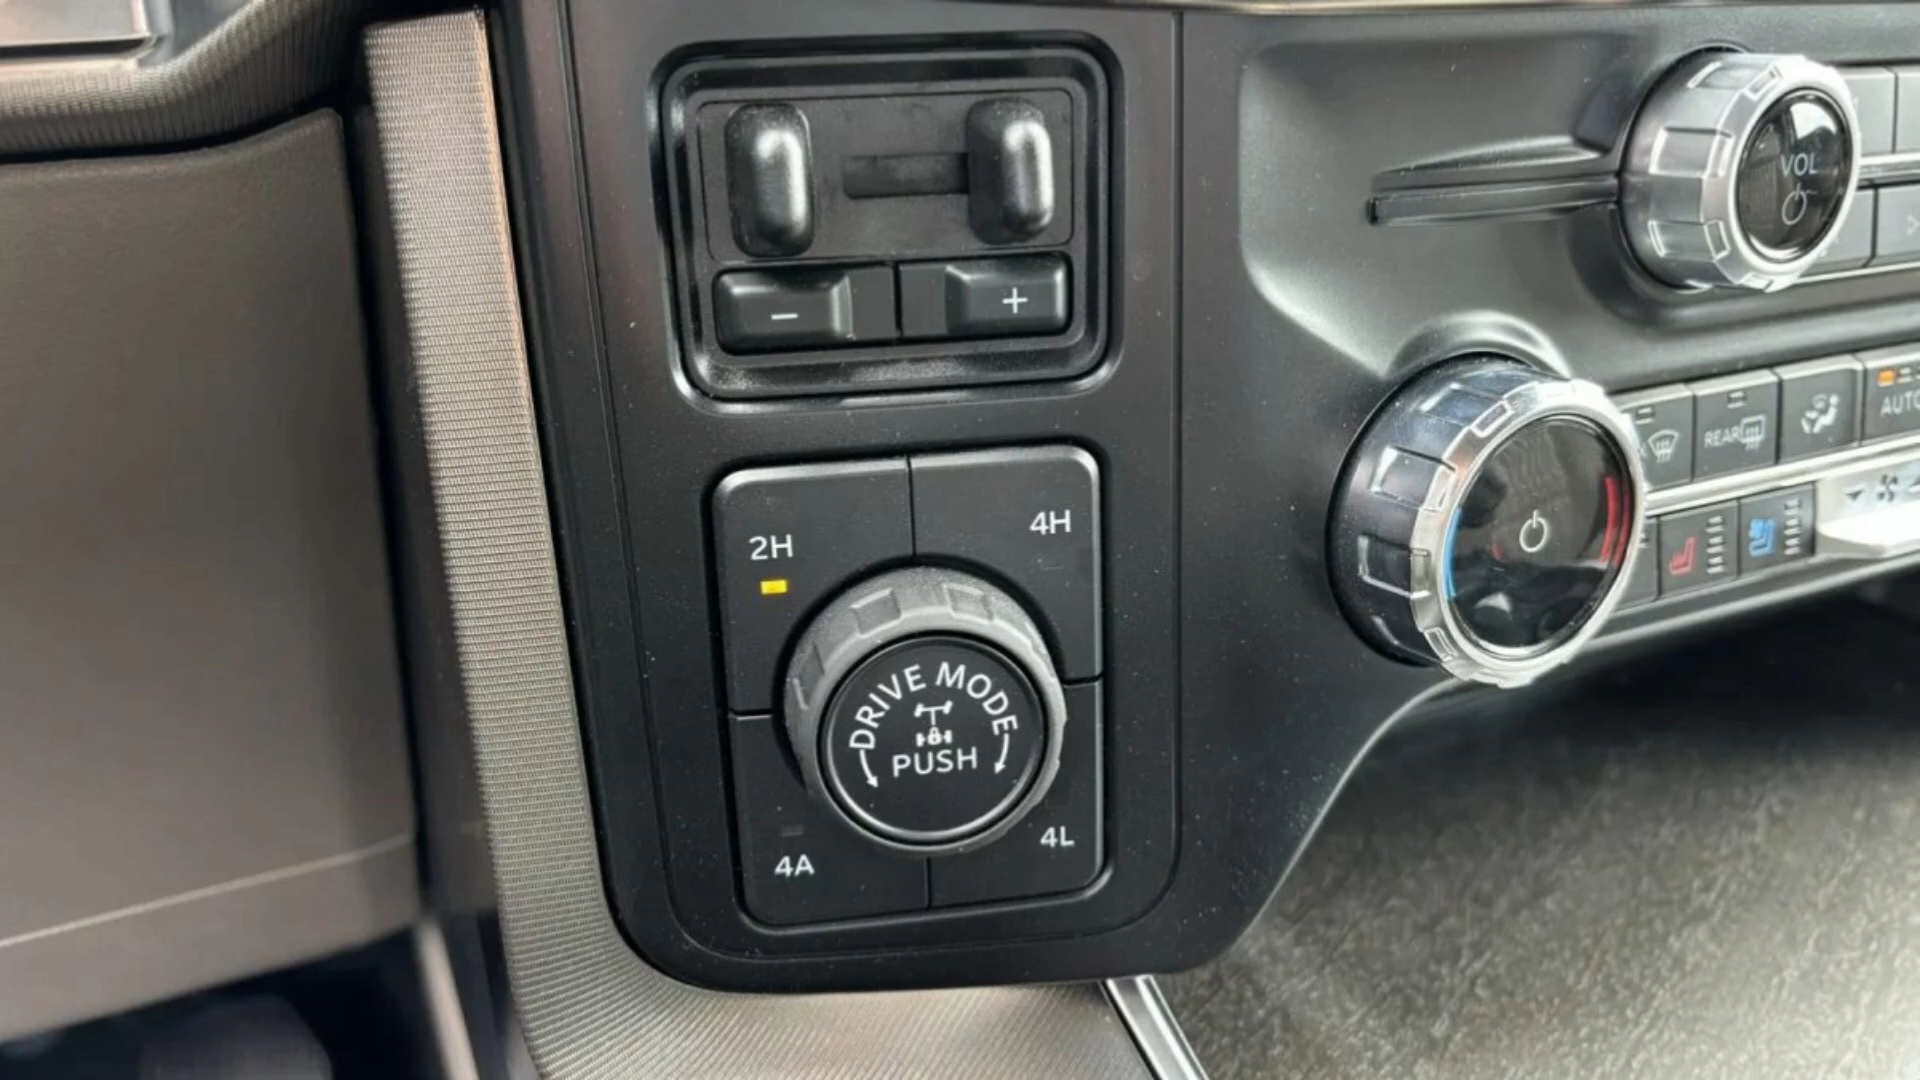 VOL
− +
REAR
AUTO
2H
4H
DRIVE MODE
PUSH
4A
4L